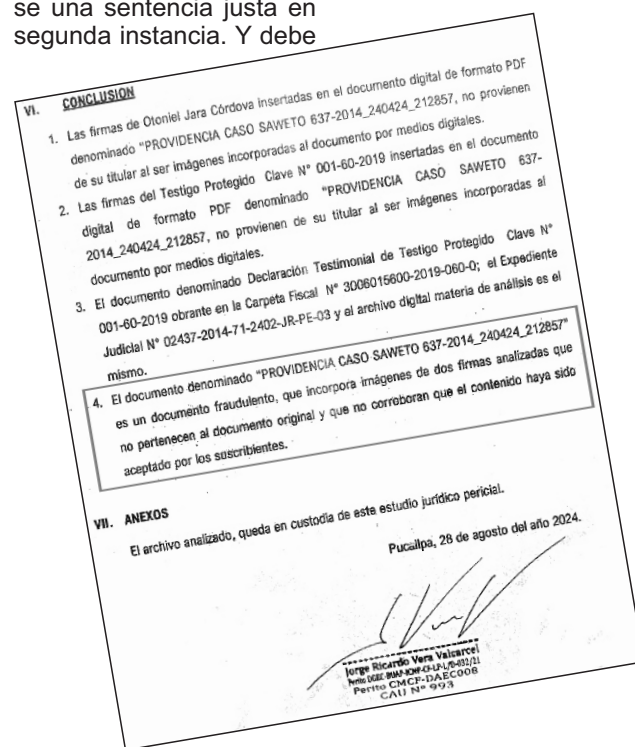 se una sentencia justa en
segunda instancia. Y debe
VI. CONCLUSION
1. Las firmas de Otoniel Jara Córdova insertadas en el documento digital de formato PDF
denominado "PROVIDENCIA CASO SAWETO 637-2014_240424_212857, no provienen
de su titular al ser imágenes incorporadas al documento por medios digitales.
2. Las firmas del Testigo Protegido Clave N° 001-60-2019 insertadas en el documento
digital de formato PDF denominado "PROVIDENCIA CASO SAWETO 637-
2014_240424_212857, no provienen de su titular al ser imágenes incorporadas al
documento por medios digitales.
3. El documento denominado Declaración Testimonial de Testigo Protegido Clave N°
001-60-2019 obrante en la Carpeta Fiscal N° 3006015600-2019-060-0; el Expediente
Judicial N° 02437-2014-71-2402-JR-PE-03 y el archivo digital materia de análisis es el
mismo.
4. El documento denominado "PROVIDENCIA CASO SAWETO 637-2014_240424_212857"
es un documento fraudulento, que incorpora imágenes de dos firmas analizadas que
no pertenecen al documento original y que no corroboran que el contenido haya sido
aceptado por los suscribientes.
VII. ANEXOS
El archivo analizado, queda en custodia de este estudio jurídico pericial.
Pucallpa, 28 de agosto del año 2024.
Jorge Ricardo Vera Valcarcel
Perito
Perito CMCF-DAEC008
CAU N° 993